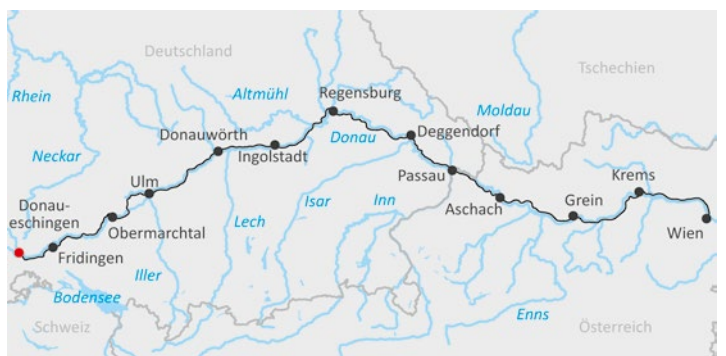 Deutschland
Tschechien
Rhein
Altmühl
Regensburg
Moldau
Donauwörth
Donau
Deggendorf
Neckar
Ingolstadt
Ulm
Passau
Krems
Donau-
eschingen
Isar
Inn
Aschach
Grein
Lech
Obermarchtal
Wien
Fridingen
Iller
Bodensee
Enns
Schweiz
Österreich